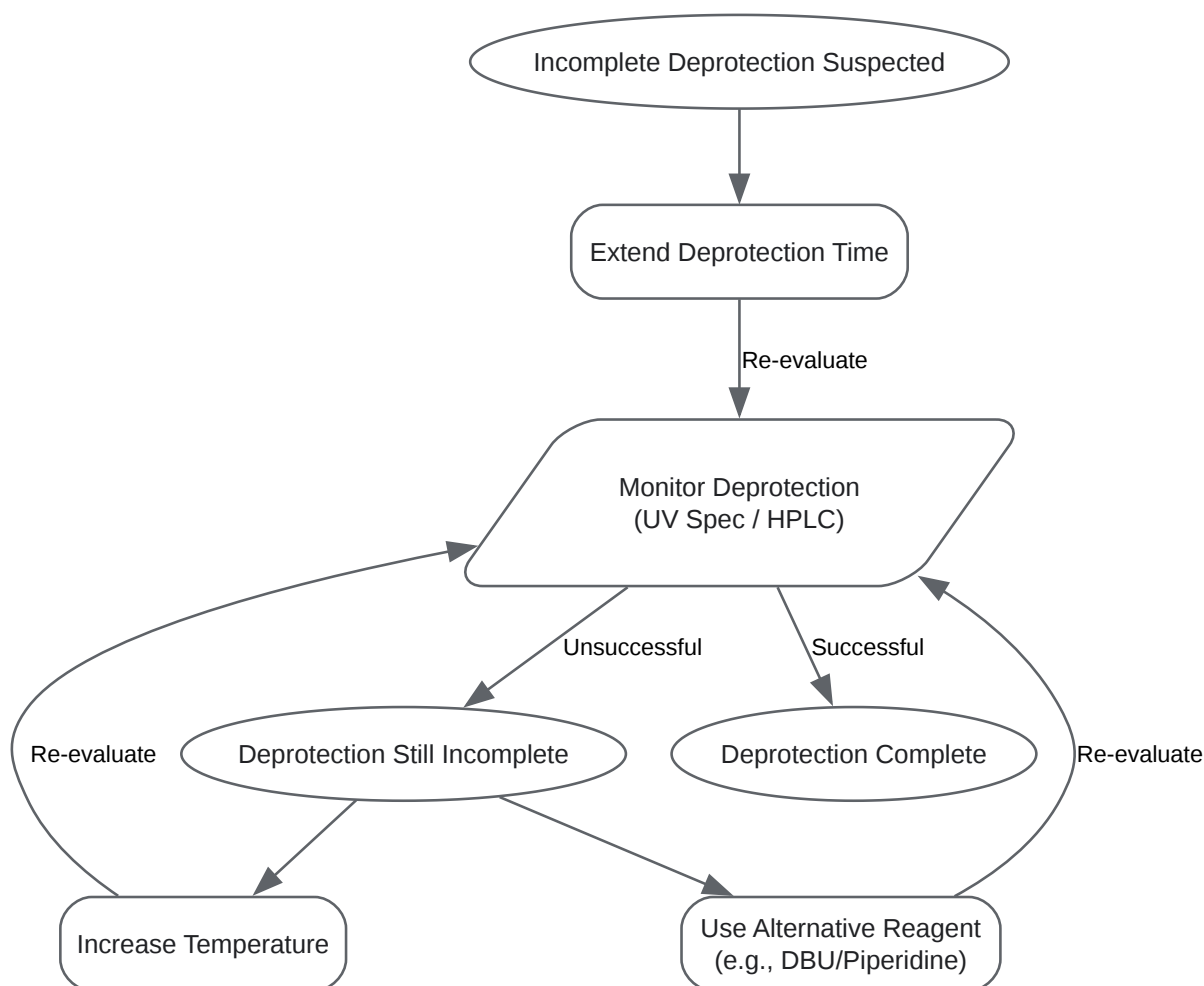 Incomplete Deprotection Suspected
Extend Deprotection Time
Re-evaluate
Monitor Deprotection
(UV Spec / HPLC)
Unsuccessful
Successful
Re-evaluate
Deprotection Still Incomplete
Deprotection Complete
Re-evaluate
Increase Temperature
Use Alternative Reagent
(e.g., DBU/Piperidine)